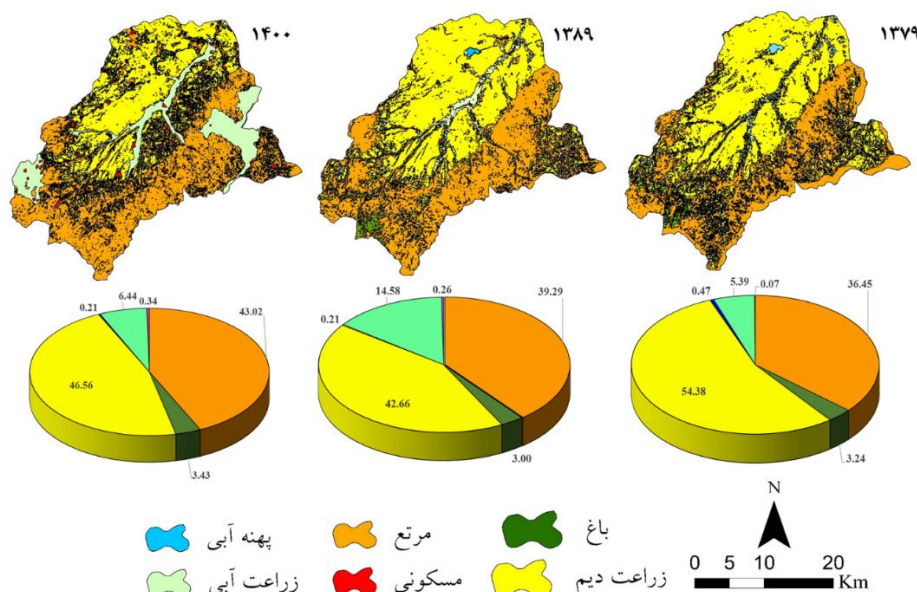 ۱۳۷۹
۱۳۸۹
۱۴۰۰
36.45
0.07
5.39
0.47
54.38
3.24
39.29
0.26
14.58
0.21
42.66
3.00
43.02
0.34
6.44
0.21
46.56
3.43
باغ
مرتع
پهنه آبی
زراعت دیم
مسکونی
زراعت آبی
N
0 5 10 20
Km